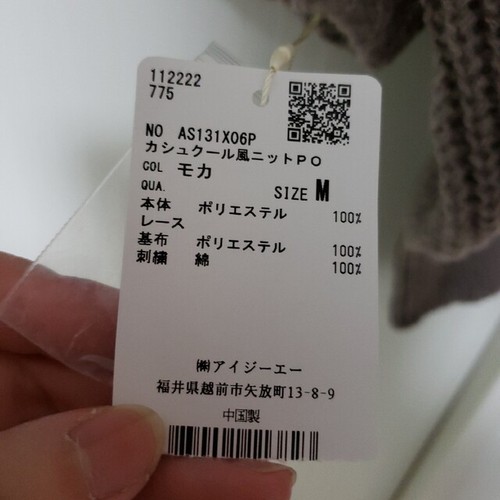 112222
775
NO AS131X06P
カシュクール風ニットPO
COL モカ
QUA. SIZE M
本体 ポリエステル 100%
レース
基布 ポリエステル 100%
刺繍 綿 100%
㈱アイジーエー
福井県越前市矢放町13-8-9
中国製